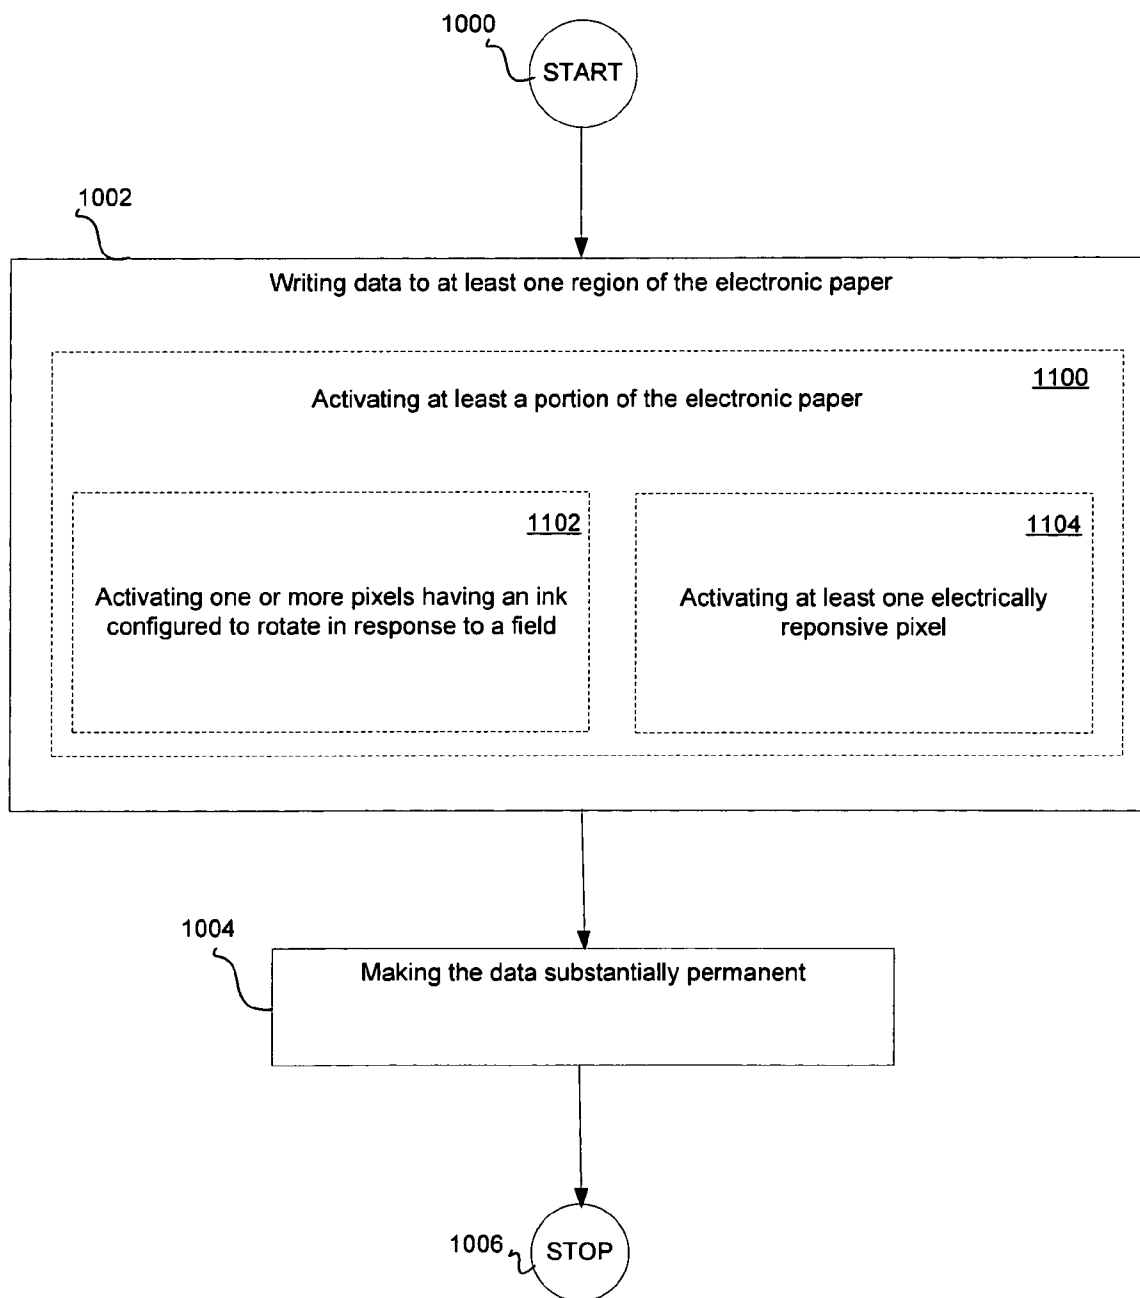 1000
START
1002
Writing data to at least one region of the electronic paper
1100
Activating at least a portion of the electronic paper
1102
Activating one or more pixels having an ink
configured to rotate in response to a field
1104
Activating at least one electrically
reponsive pixel
1004
Making the data substantially permanent
1006
STOP